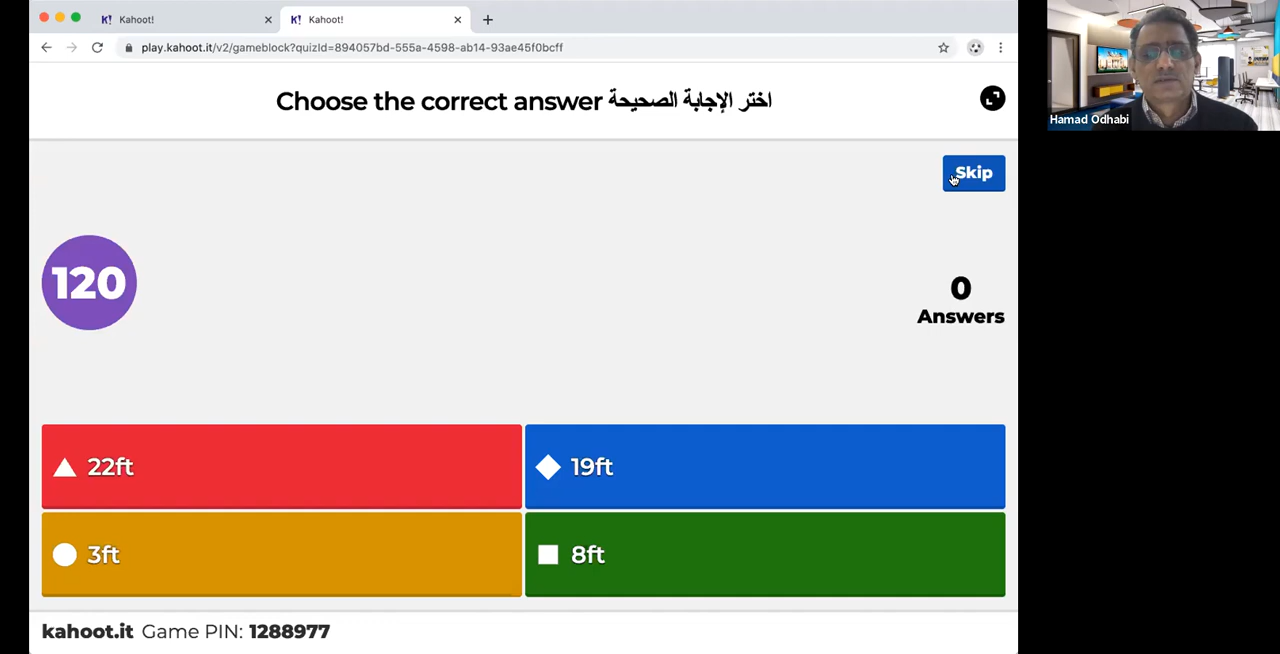 K! Kahoot!
K! Kahoot!
play.kahoot.it/v2/gameblock?quizId=894057bd-555a-4598-ab14-93ae45f0bcff
Choose the correct answer اختر الإجابة الصحيحة
Skip
120
0
Answers
22ft
19ft
3ft
8ft
kahoot.it Game PIN: 1288977
Hamad Odhabi